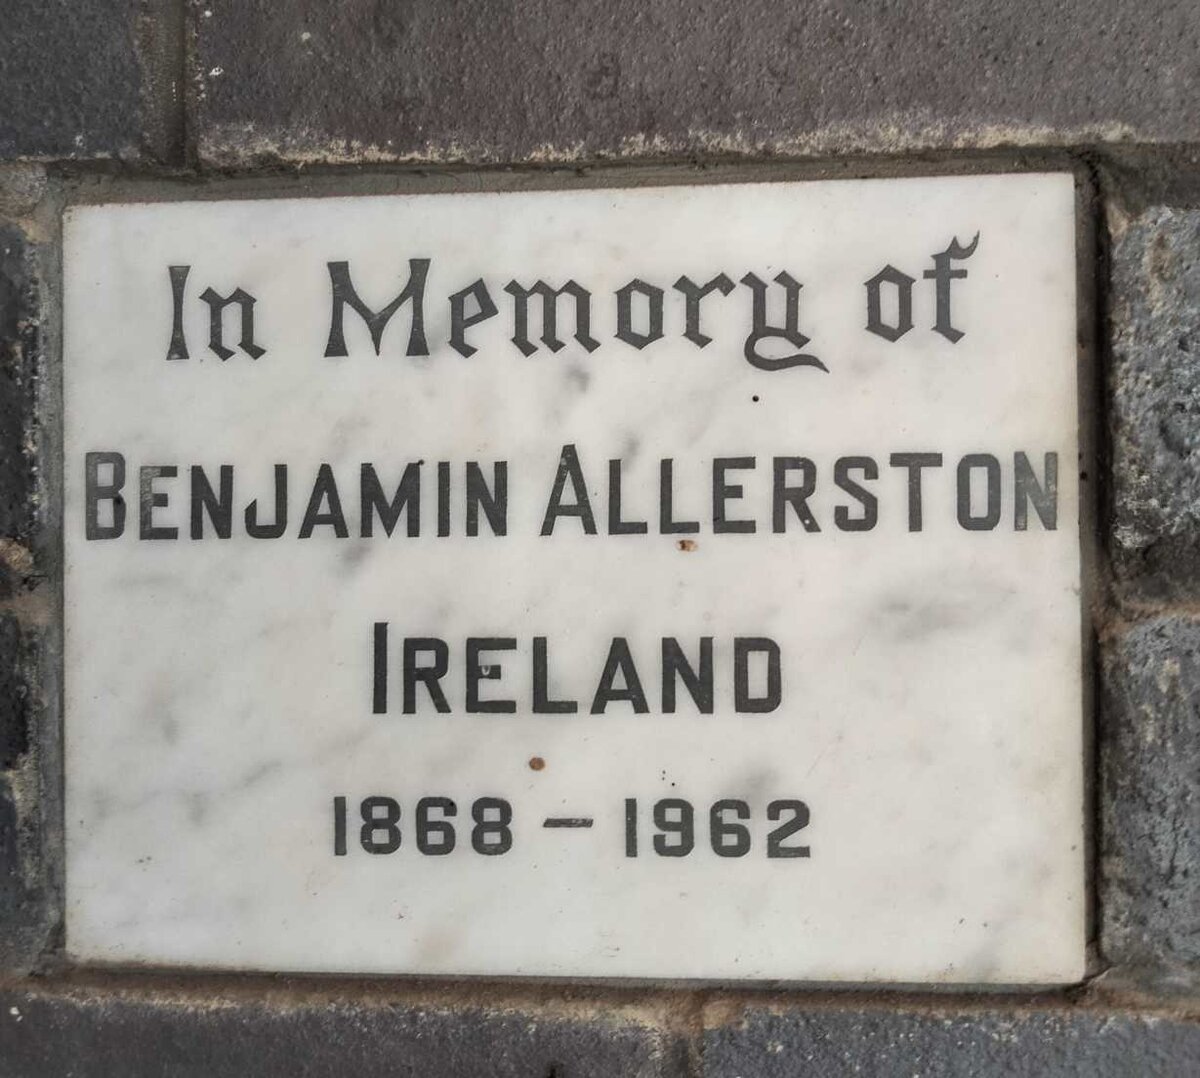 In Memory of
BENJAMIN ALLERSTON
IRELAND
1868 – 1962